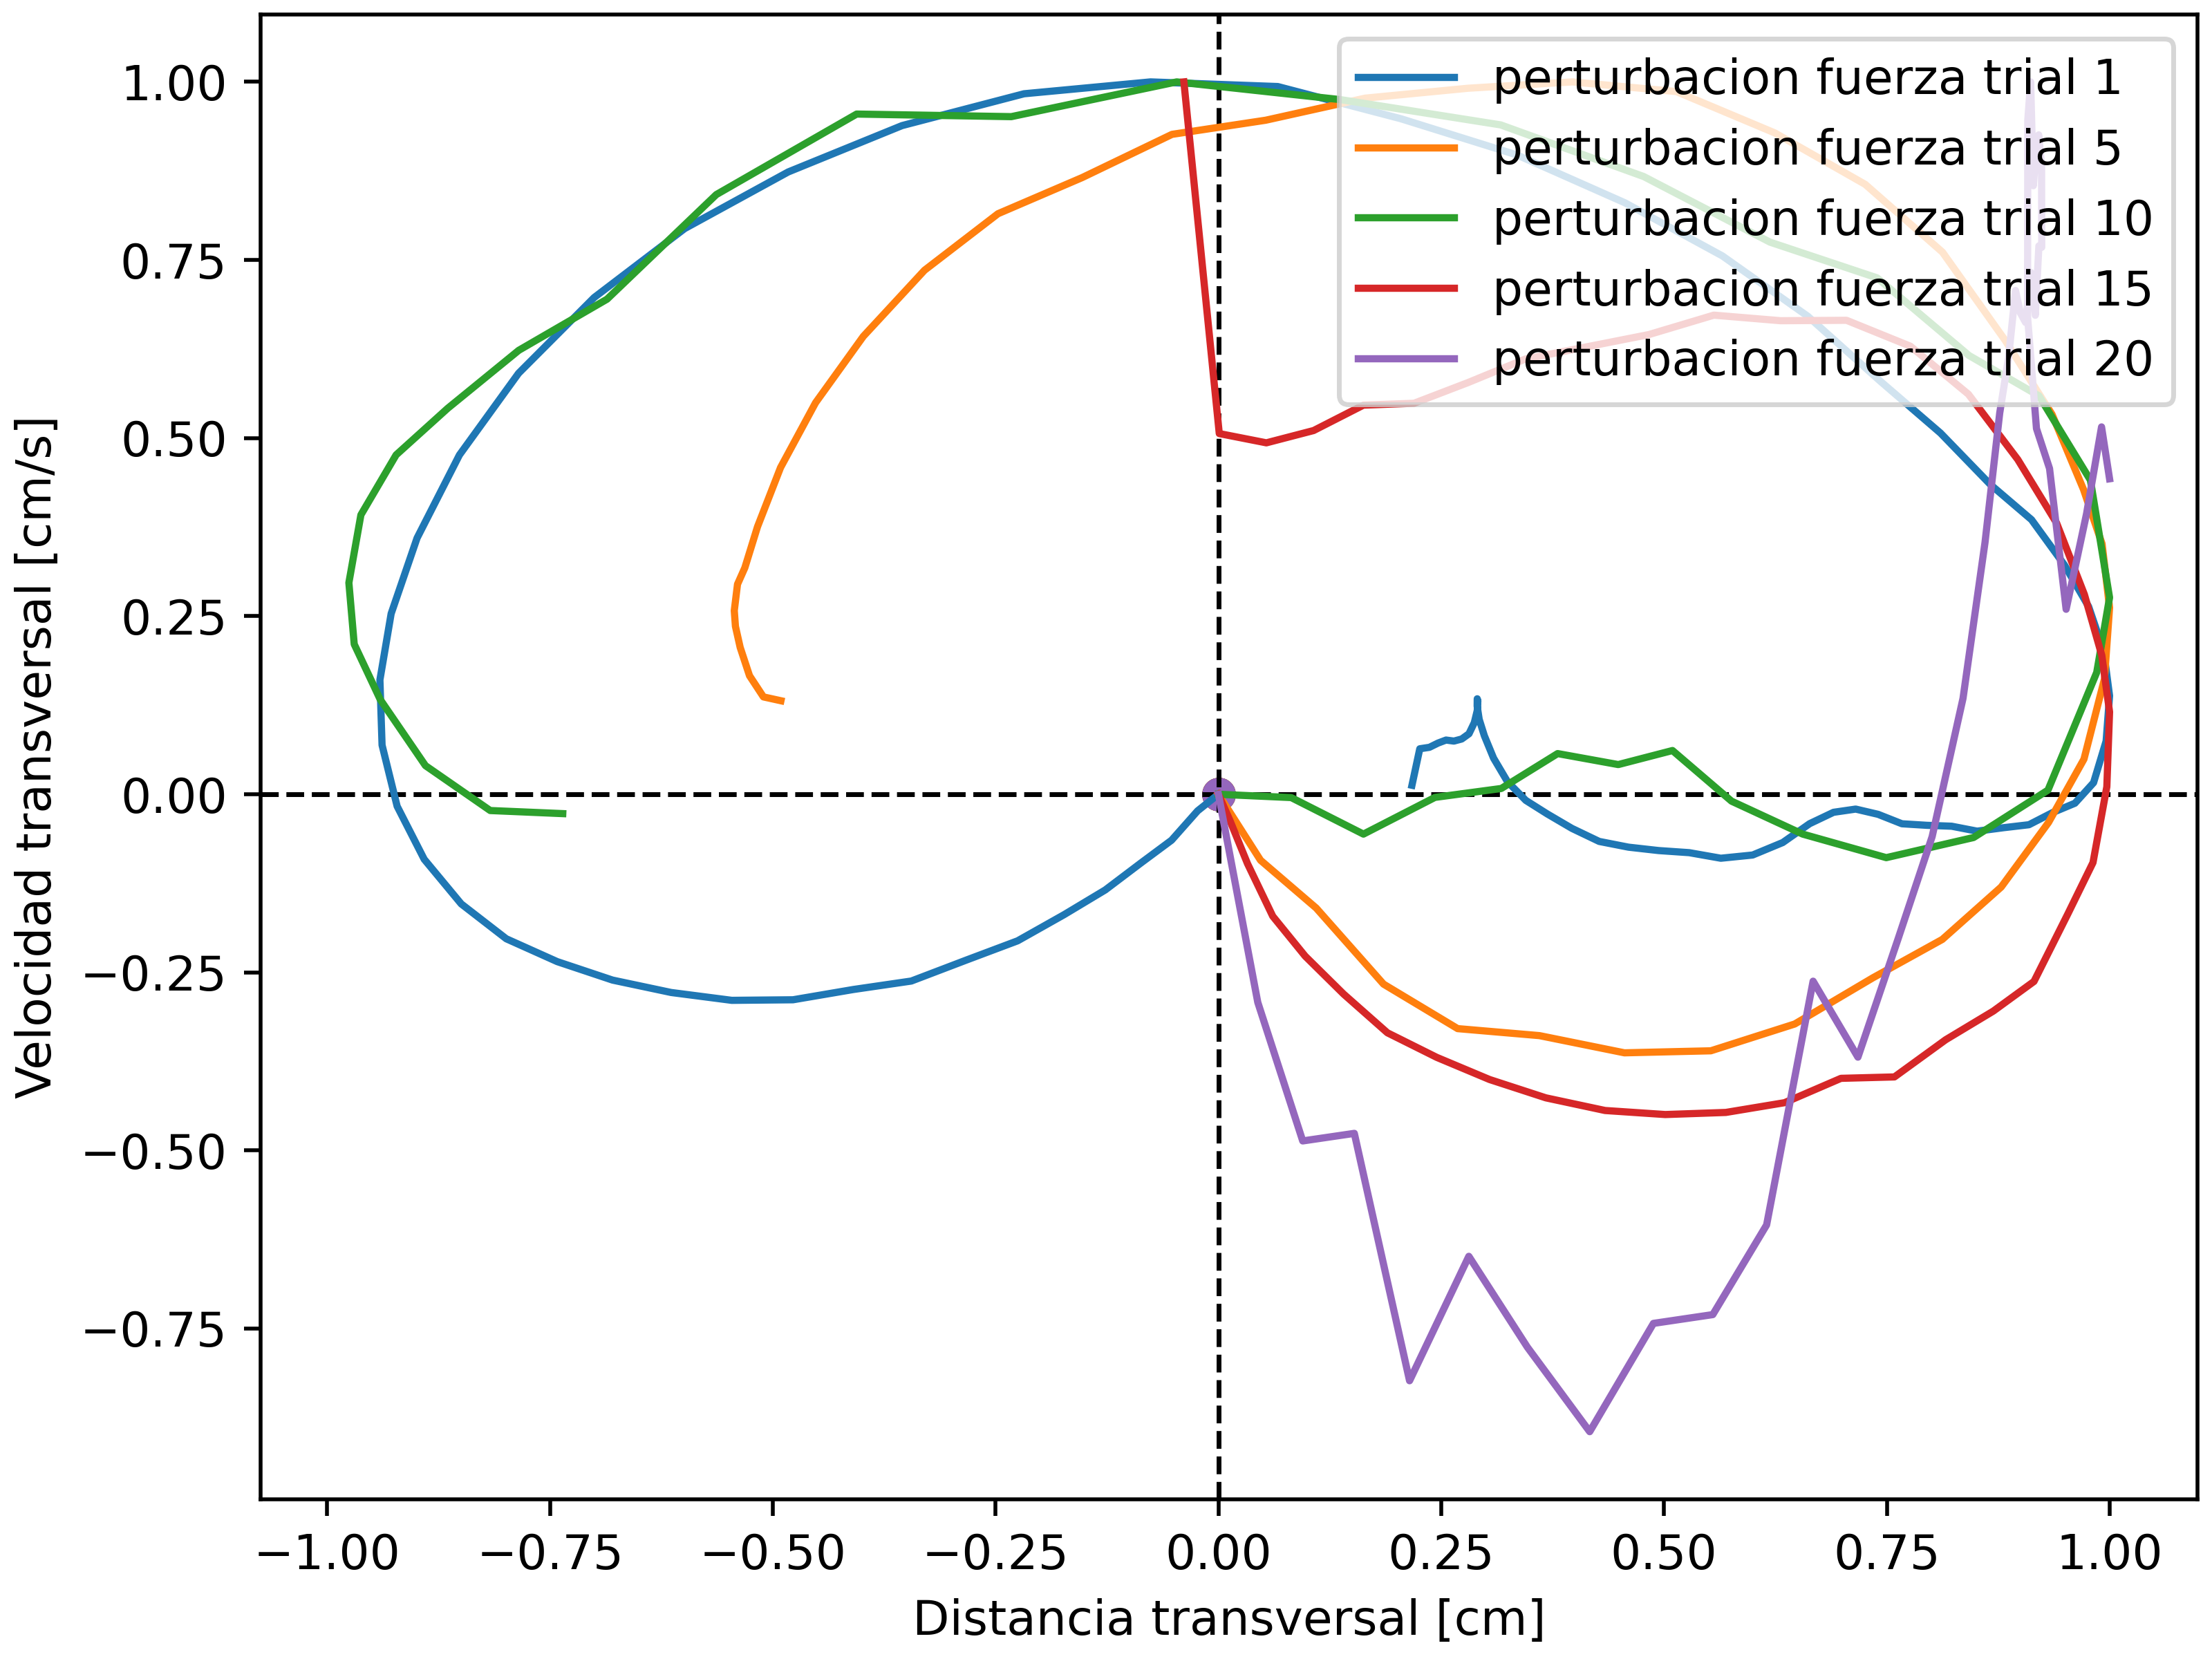 perturbacion fuerza trial 1
perturbacion fuerza trial 5
perturbacion fuerza trial 10
perturbacion fuerza trial 15
perturbacion fuerza trial 20
Velocidad transversal [cm/s]
1.00
0.75
0.50
0.25
0.00
−0.25
−0.50
−0.75
−1.00
−0.75
−0.50
−0.25
0.00
0.25
0.50
0.75
1.00
Distancia transversal [cm]